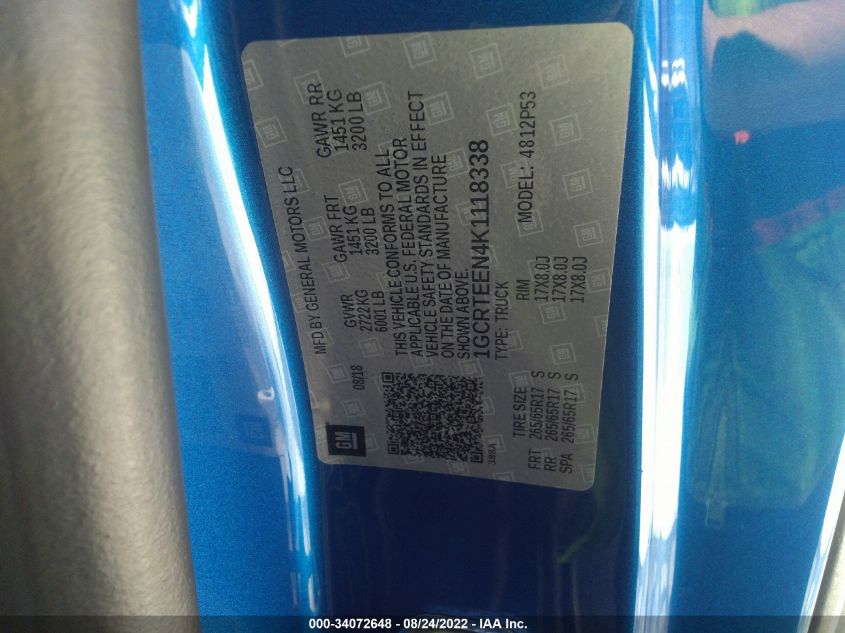 MFD BY GENERAL MOTORS LLC
08/18 GVWR GAWR FRT GAWR RR
2722 KG 1451 KG 1451 KG
6001 LB 3200 LB 3200 LB
THIS VEHICLE CONFORMS TO ALL
APPLICABLE U.S. FEDERAL MOTOR
VEHICLE SAFETY STANDARDS IN EFFECT
ON THE DATE OF MANUFACTURE
SHOWN ABOVE.
1GCRTEEN4K1118338
TYPE: TRUCK MODEL: 4812P53
TIRE SIZE RIM
FRT 265/65R17 S 17X8.0J
RR 265/65R17 S 17X8.0J
SPA 265/65R17 S 17X8.0J
GM
000-34072648 - 08/24/2022 - IAA Inc.